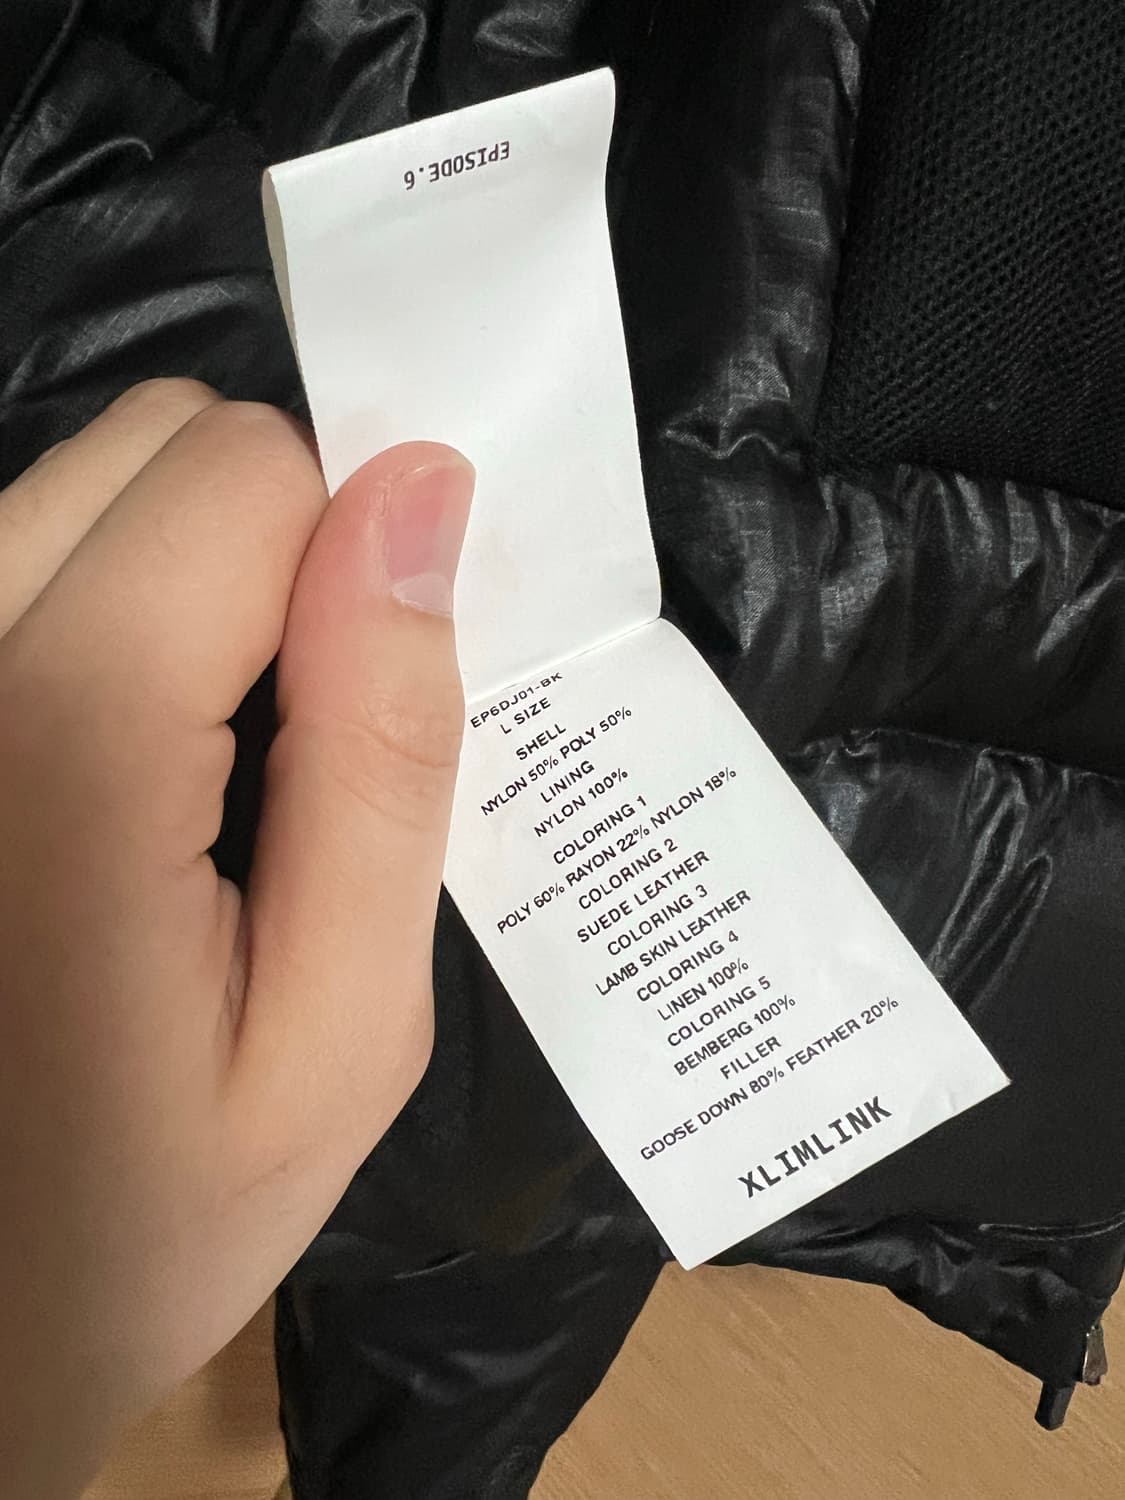 EPISODE.6
EP6DJ01-BK
L SIZE
SHELL
NYLON 50% POLY 50%
LINING
NYLON 100%
COLORING 1
POLY 60% RAYON 22% NYLON 18%
COLORING 2
SUEDE LEATHER
COLORING 3
LAMB SKIN LEATHER
COLORING 4
LINEN 100%
COLORING 5
BEMBERG 100%
FILLER
GOOSE DOWN 80% FEATHER 20%
XLIMLINK